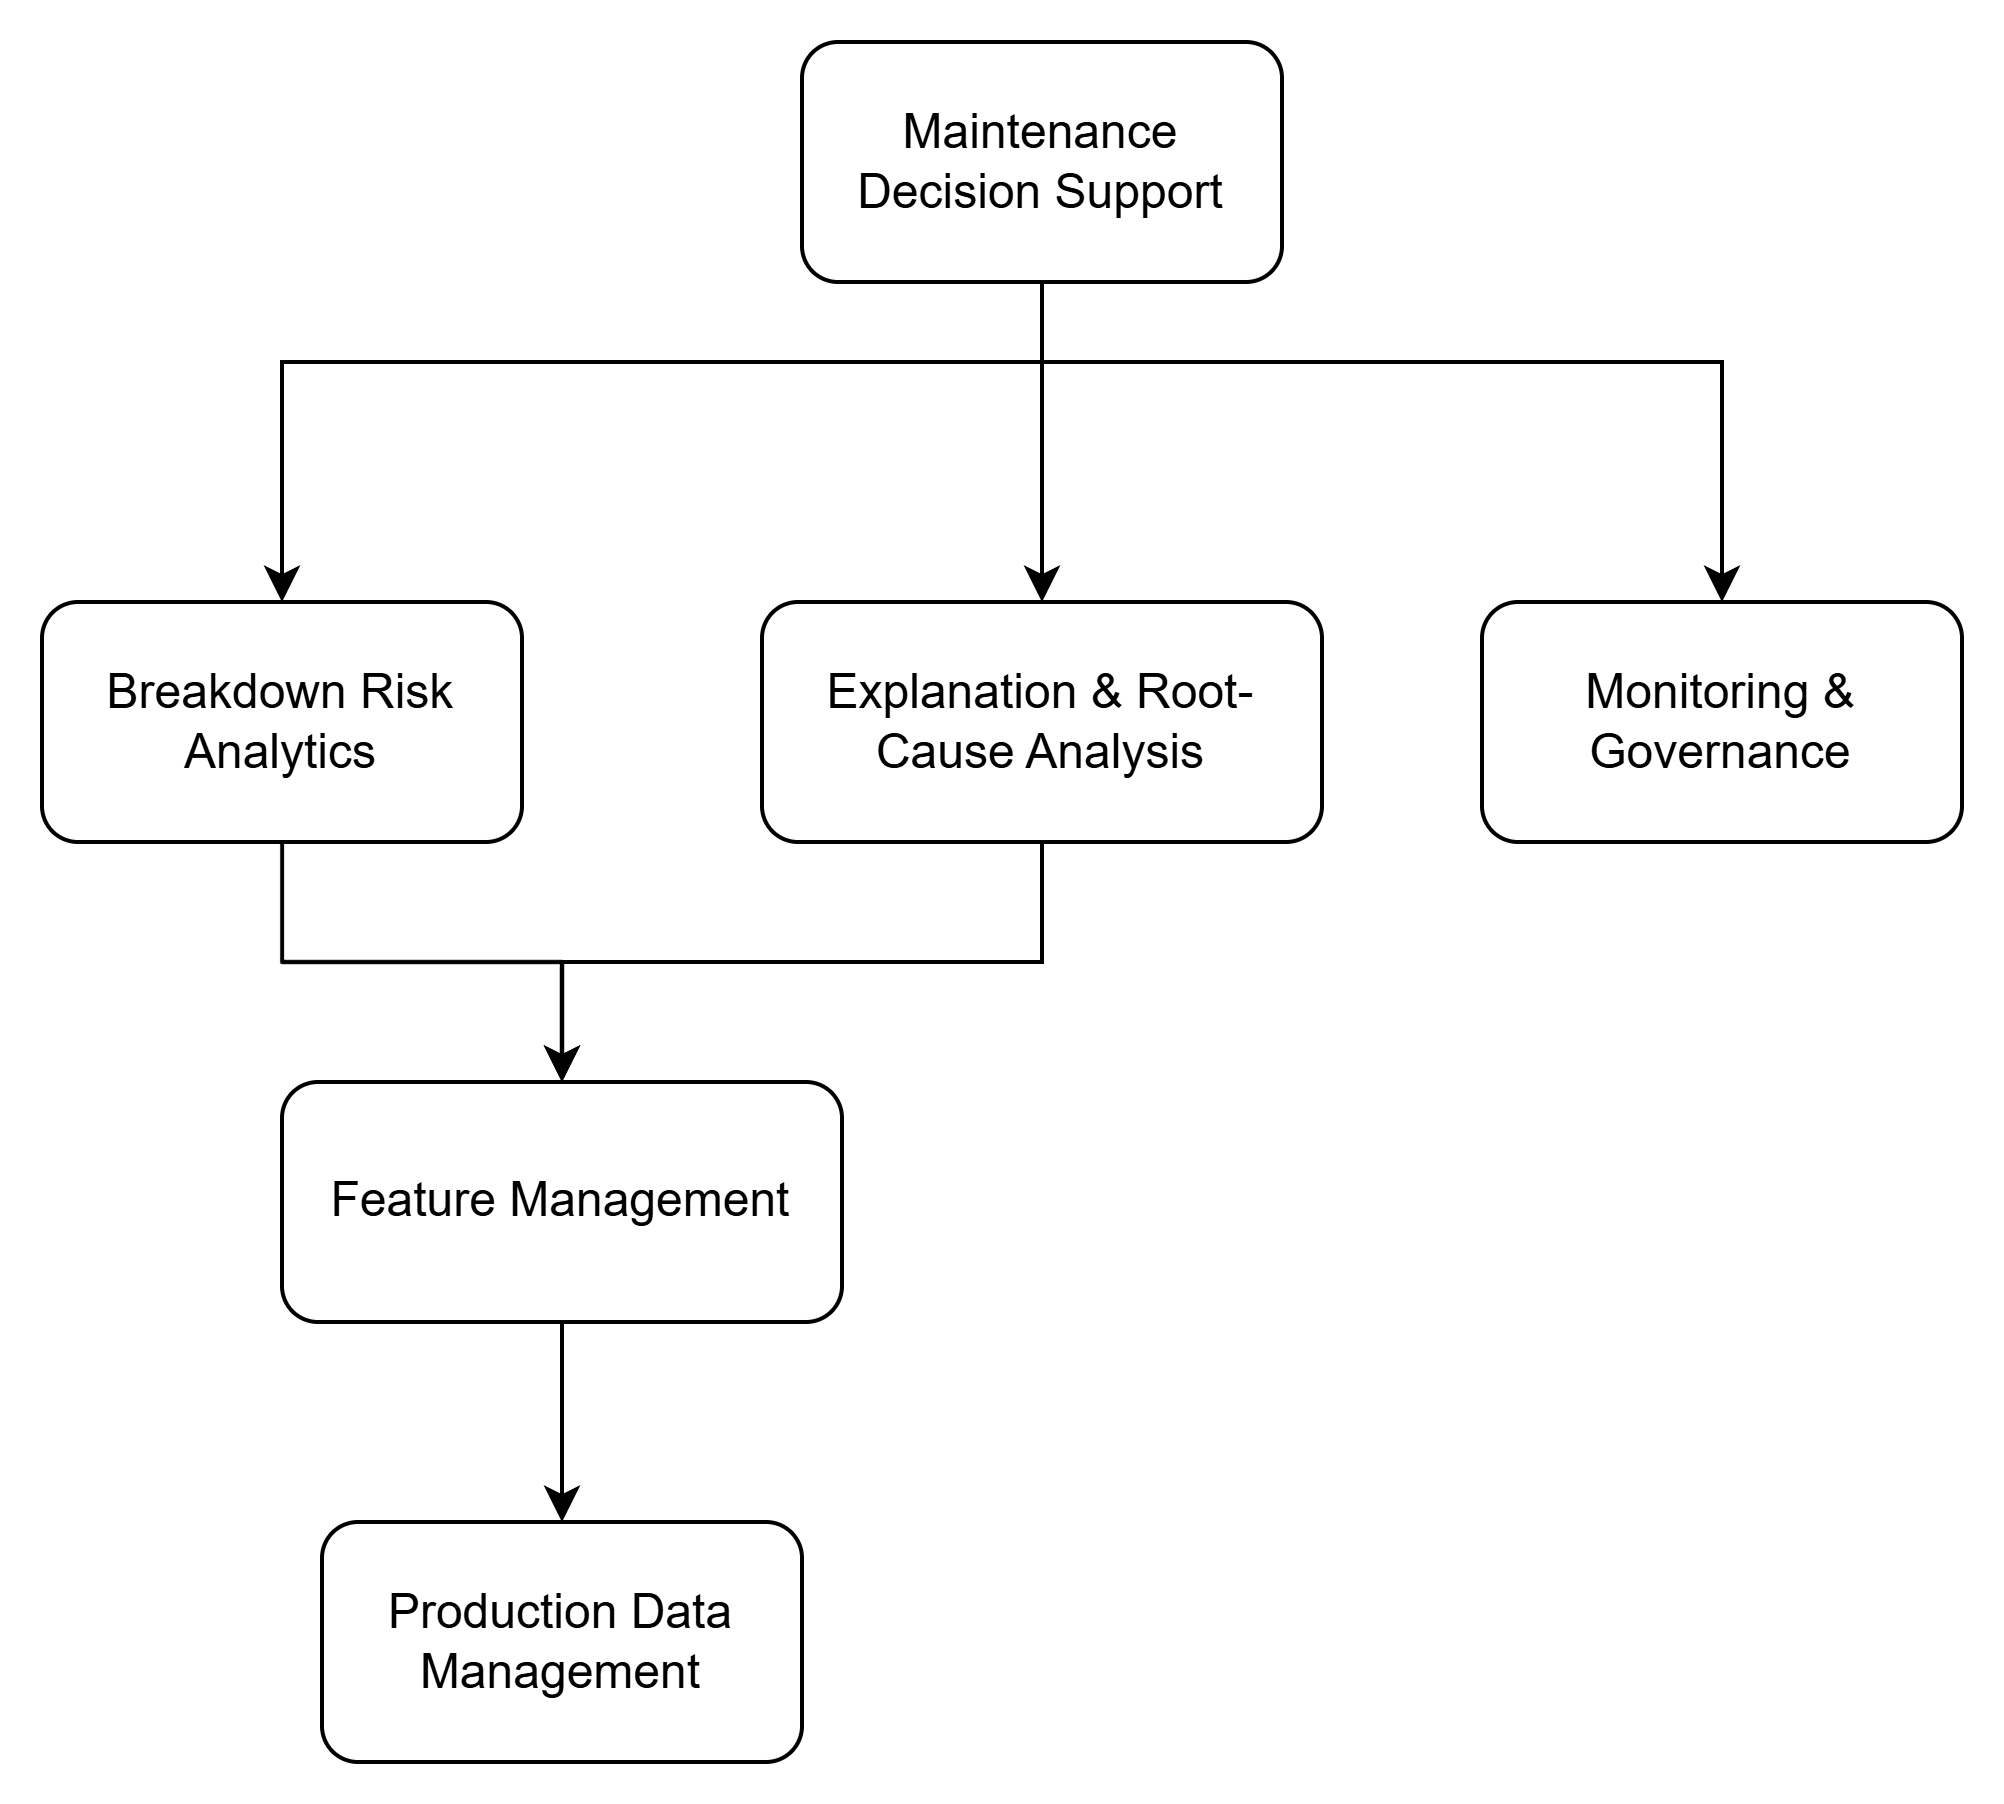 Maintenance
Decision Support
Breakdown Risk
Analytics
Explanation & Root-
Cause Analysis
Monitoring &
Governance
Feature Management
Production Data
Management